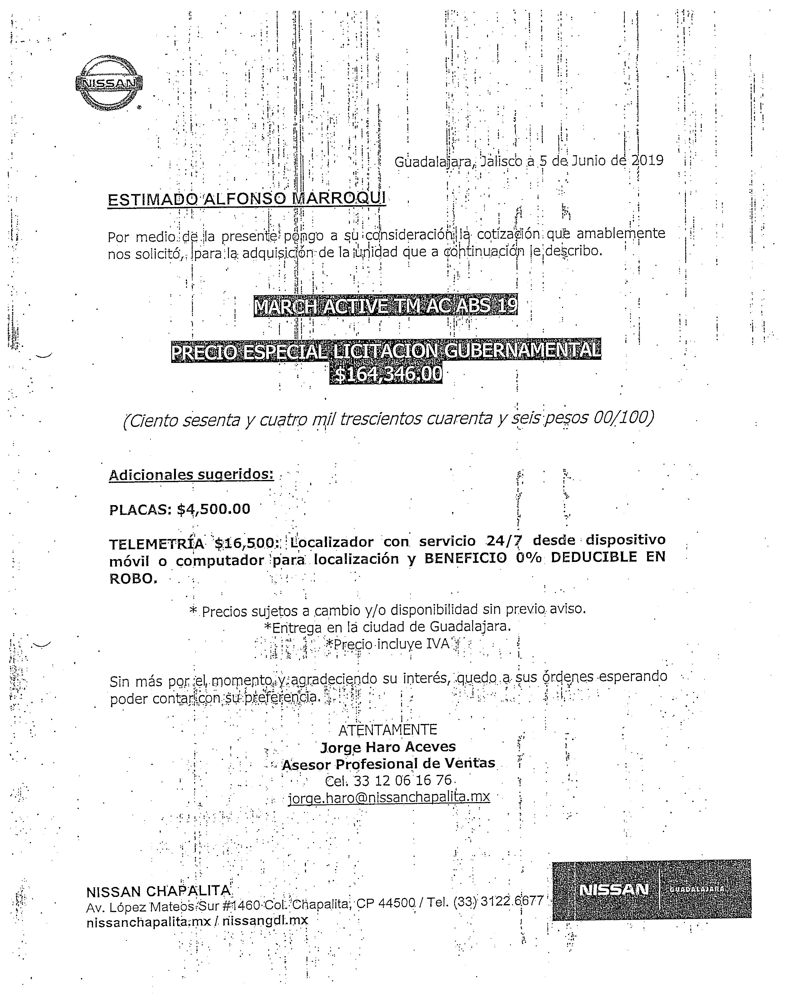 NISSAN
Guadalajara, Jalisco a 5 de Junio de 2019
ESTIMADO ALFONSO MARROQUI
Por medio de la presente pongo a su consideración la cotización que amablemente
nos solicitó, para la adquisición de la unidad que a continuación le describo.
MARCH ACTIVE TM AC ABS 19
PRECIO ESPECIAL LICITACION GUBERNAMENTAL
$164,346.00
(Ciento sesenta y cuatro mil trescientos cuarenta y seis pesos 00/100)
Adicionales sugeridos:
PLACAS: $4,500.00
TELEMETRÍA $16,500: Localizador con servicio 24/7 desde dispositivo
móvil o computador para localización y BENEFICIO 0% DEDUCIBLE EN
ROBO.
* Precios sujetos a cambio y/o disponibilidad sin previo aviso.
*Entrega en la ciudad de Guadalajara.
*Precio incluye IVA
Sin más por el momento y agradeciendo su interés, quedo a sus órdenes esperando
poder contar con su preferencia.
ATENTAMENTE
Jorge Haro Aceves
Asesor Profesional de Ventas
Cel. 33 12 06 16 76
jorge.haro@nissanchapalita.mx
NISSAN CHAPALITA
Av. López Mateos Sur #1460 Col. Chapalita, CP 44500 / Tel. (33) 3122 6677
nissanchapalita.mx / nissangdl.mx
NISSAN GUADALAJARA